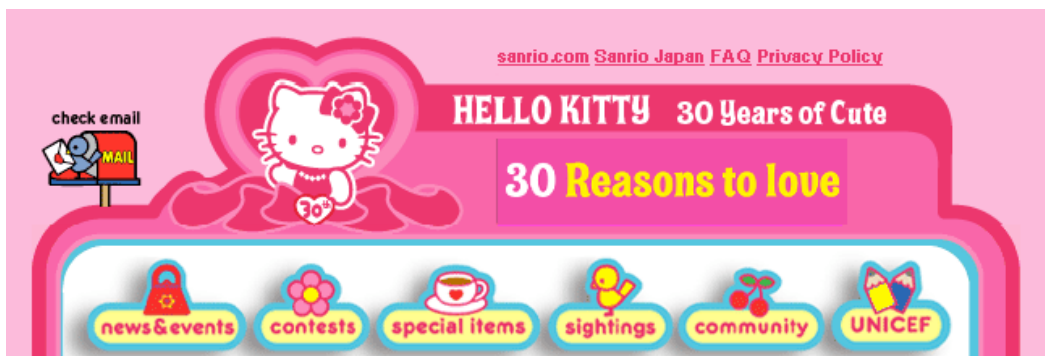 sanrio.com Sanrio Japan FAQ Privacy Policy
HELLO KITTY 30 Years of Cute
check email
MAIL
30 Reasons to love
30th
news&events contests special items sightings community UNICEF